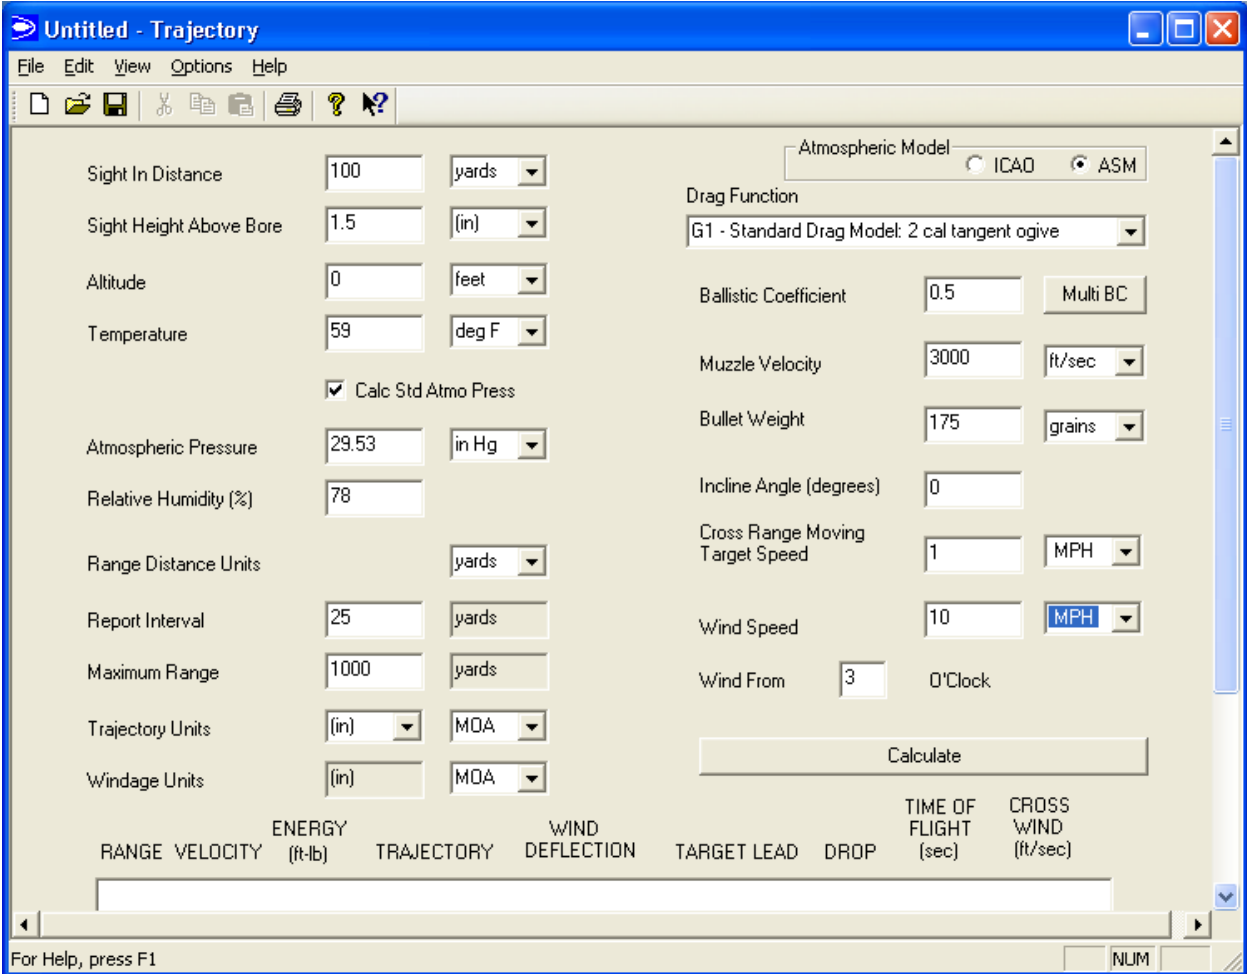 Untitled - Trajectory
File Edit View Options Help
Atmospheric Model
ICAO ASM
Sight In Distance 100 yards
Drag Function
Sight Height Above Bore 1.5 (in)
G1 - Standard Drag Model: 2 cal tangent ogive
Altitude 0 feet
Ballistic Coefficient 0.5 Multi BC
Temperature 59 deg F
Muzzle Velocity 3000 ft/sec
Calc Std Atmo Press
Bullet Weight 175 grains
Atmospheric Pressure 29.53 in Hg
Relative Humidity (%) 78
Incline Angle (degrees) 0
Cross Range Moving
Target Speed 1 MPH
Range Distance Units yards
Report Interval 25 yards
Wind Speed 10 MPH
Maximum Range 1000 yards
Wind From 3 O'Clock
Trajectory Units (in) MOA
Calculate
Windage Units (in) MOA
RANGE VELOCITY ENERGY (ft-lb) TRAJECTORY WIND DEFLECTION TARGET LEAD DROP TIME OF FLIGHT (sec) CROSS WIND (ft/sec)
For Help, press F1 NUM